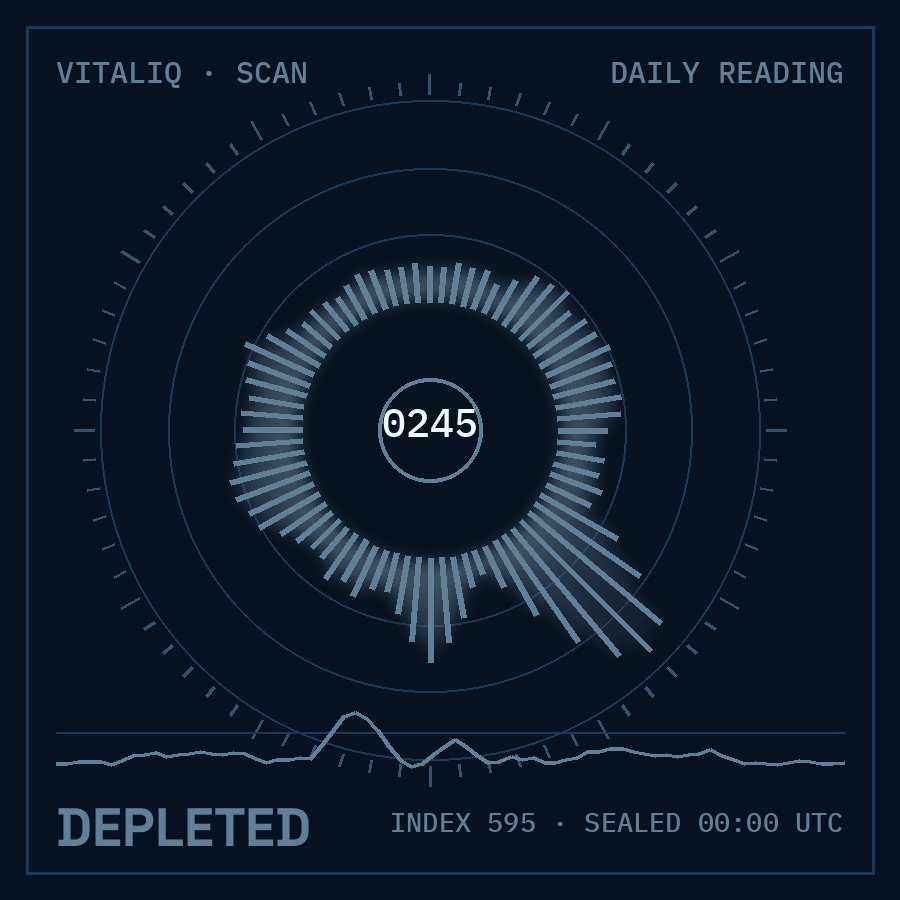 VITALIQ · SCAN
DAILY READING
0245
DEPLETED
INDEX 595 · SEALED 00:00 UTC